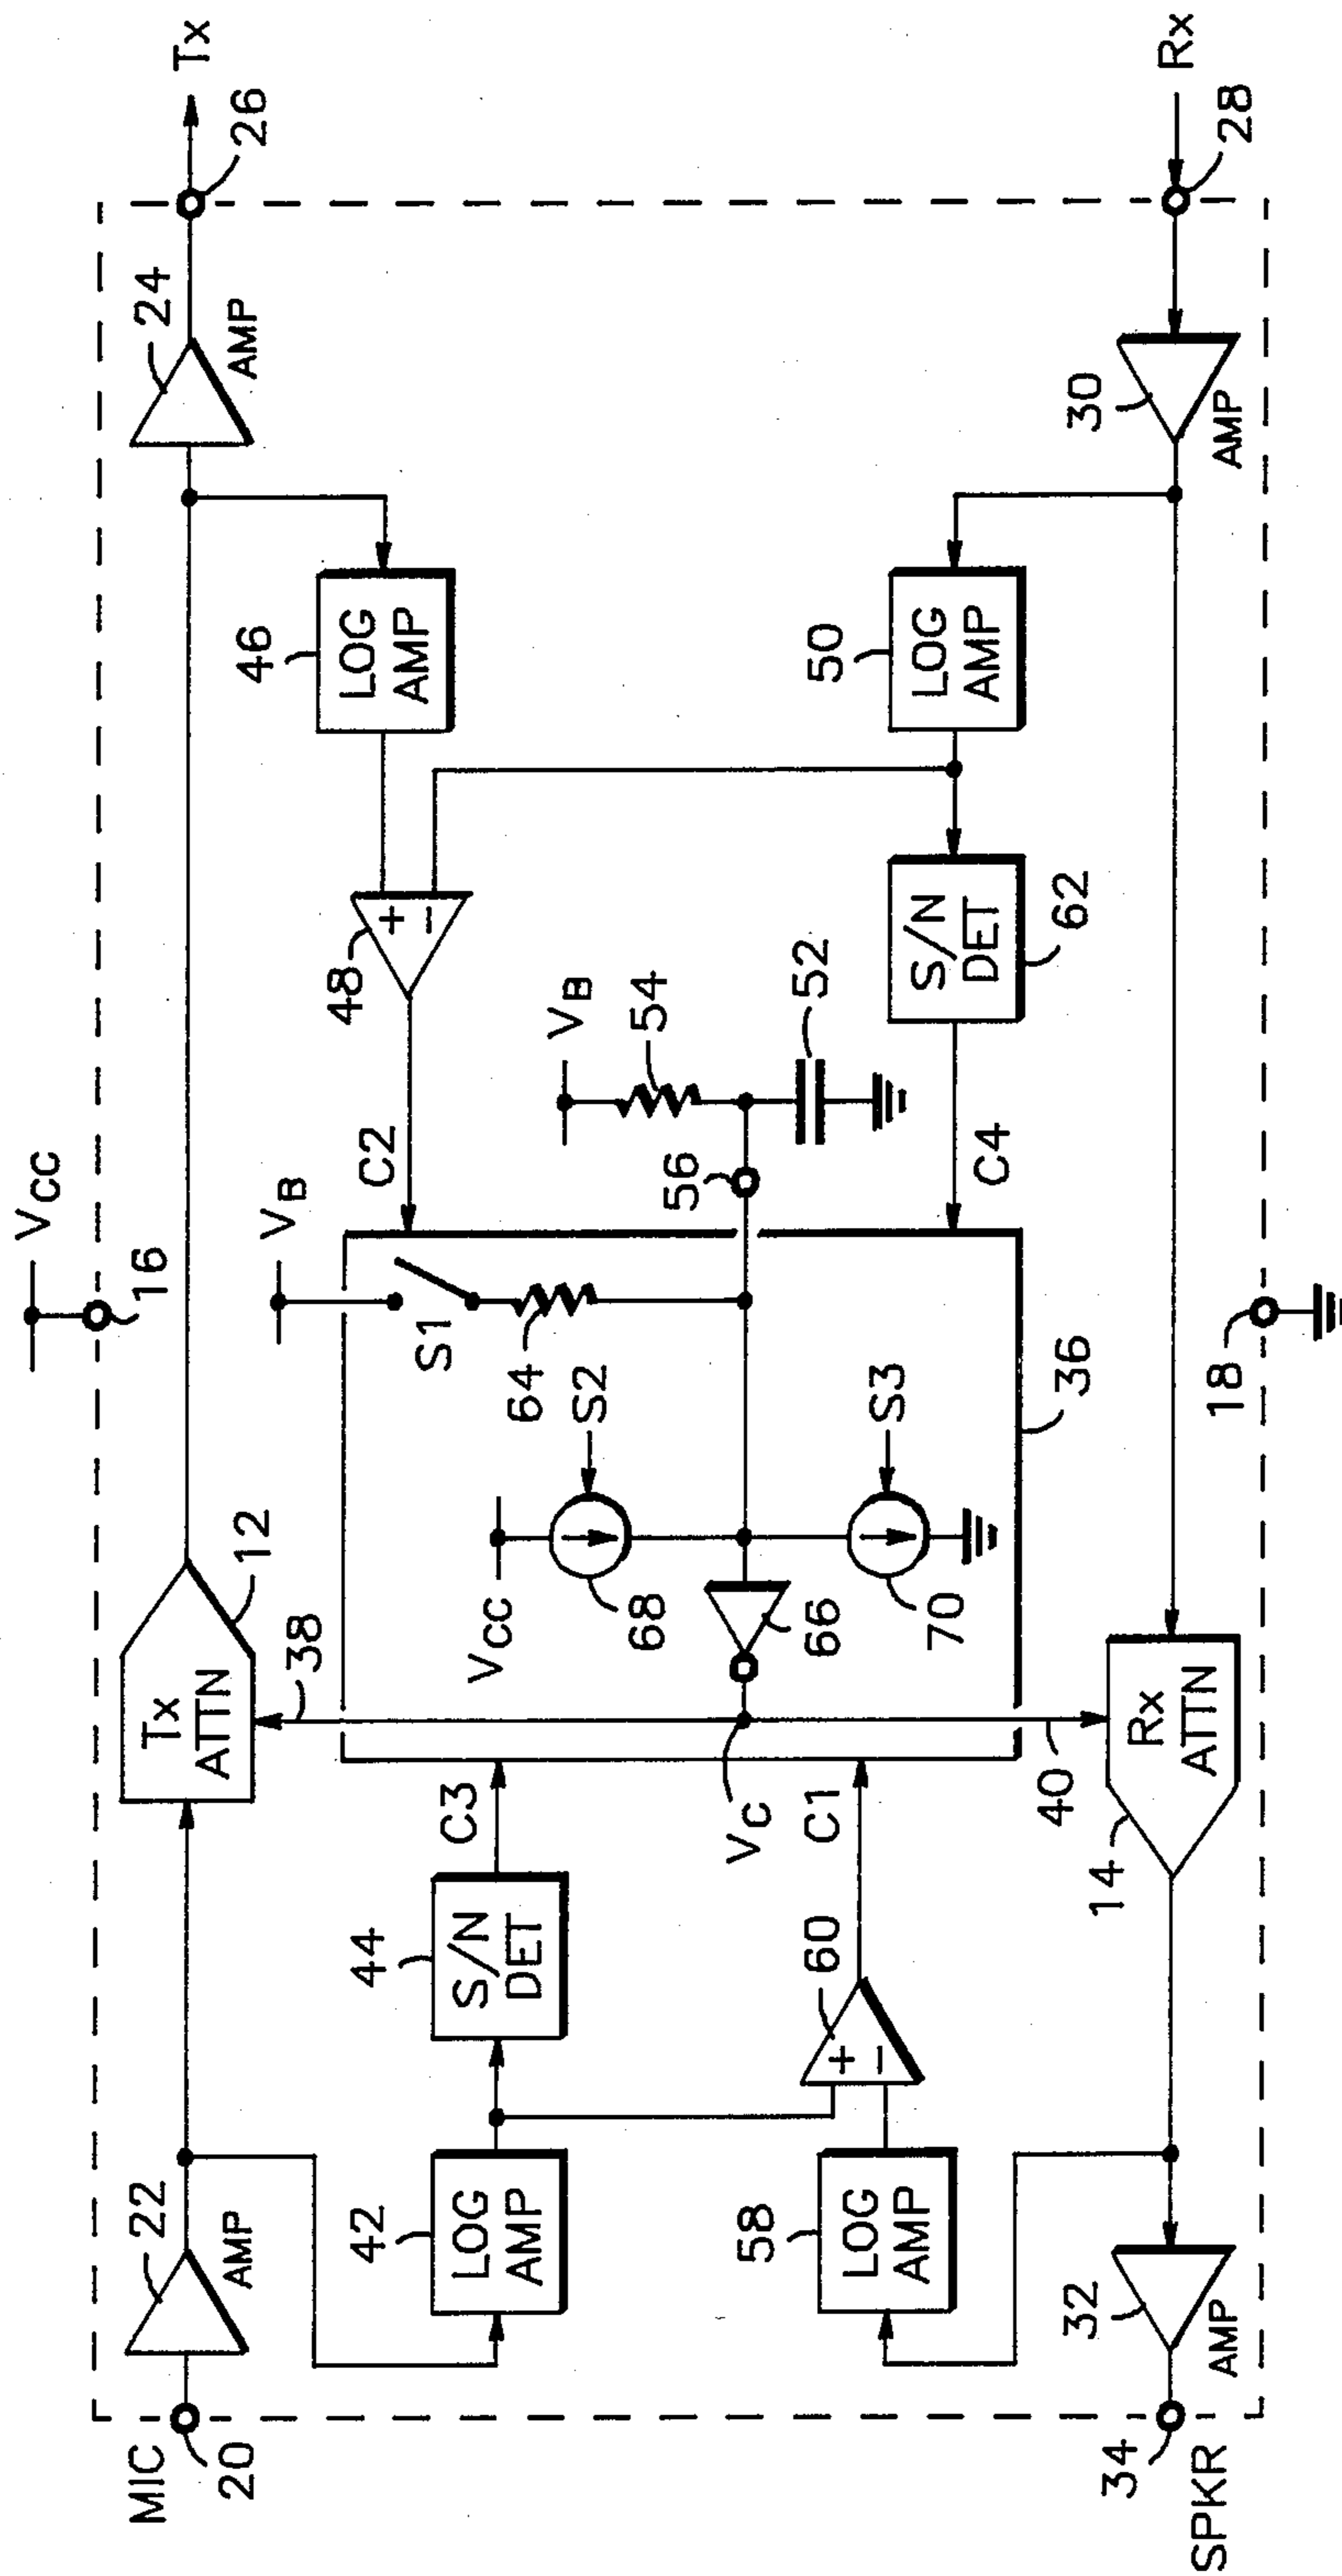 VCC
16
MIC
20
22
AMP
Tx
ATTN
12
38
24
AMP
26
Tx
42
LOG
AMP
44
S/N
DET
C3
VCC
68
S2
VB
S1
64
C2
48
+
−
46
LOG
AMP
VB
54
52
56
66
VC
70
S3
36
58
LOG
AMP
60
+
−
C1
C4
S/N
DET
62
50
LOG
AMP
40
34
SPKR
32
AMP
14
Rx
ATTN
18
30
AMP
28
Rx